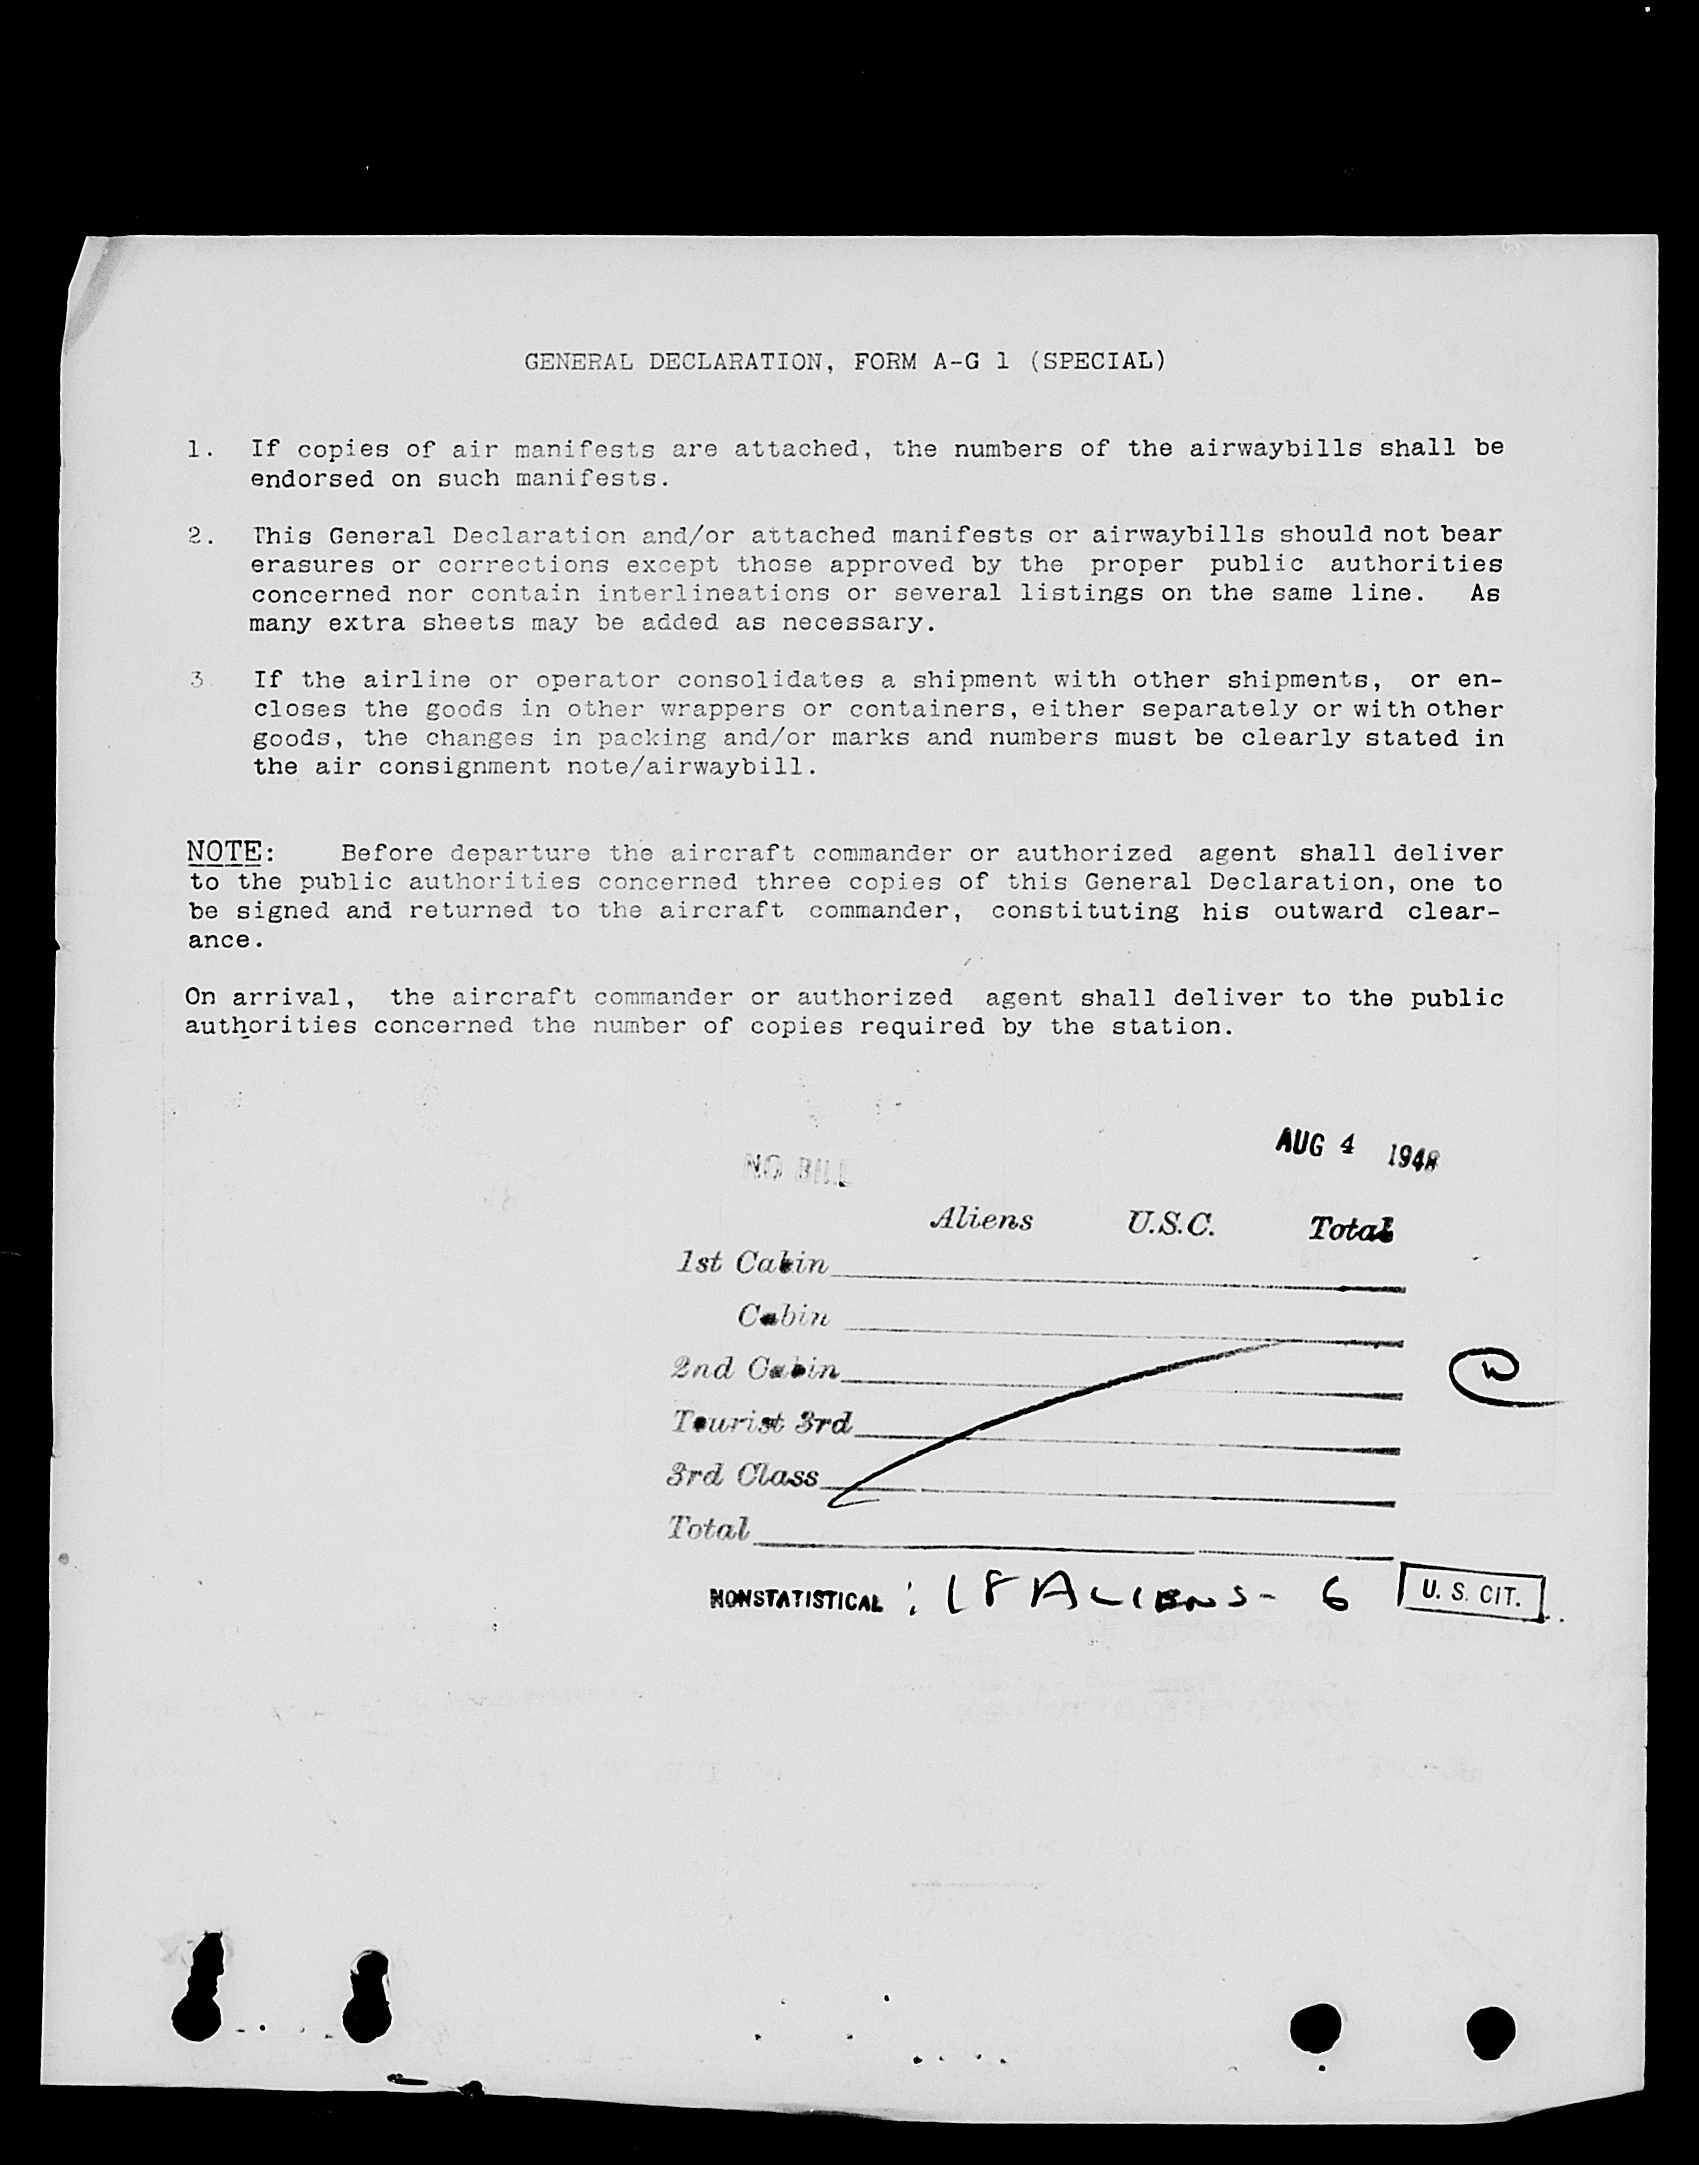 GENERAL DECLARATION, FORM A-G 1 (SPECIAL)
1. If copies of air manifests are attached, the numbers of the airwaybills shall be
endorsed on such manifests.
2. This General Declaration and/or attached manifests or airwaybills should not bear
erasures or corrections except those approved by the proper public authorities
concerned nor contain interlineations or several listings on the same line. As
many extra sheets may be added as necessary.
3. If the airline or operator consolidates a shipment with other shipments, or en-
closes the goods in other wrappers or containers, either separately or with other
goods, the changes in packing and/or marks and numbers must be clearly stated in
the air consignment note/airwaybill.
NOTE: Before departure the aircraft commander or authorized agent shall deliver
to the public authorities concerned three copies of this General Declaration, one to
be signed and returned to the aircraft commander, constituting his outward clear-
ance.
On arrival, the aircraft commander or authorized agent shall deliver to the public
authorities concerned the number of copies required by the station.
AUG 4 1948
NO BILL
Aliens U.S.C. Total
1st Cabin
Cabin
2nd Cabin
Tourist 3rd
3rd Class
Total
NONSTATISTICAL : 18 ALIENS - 6 U. S. CIT.